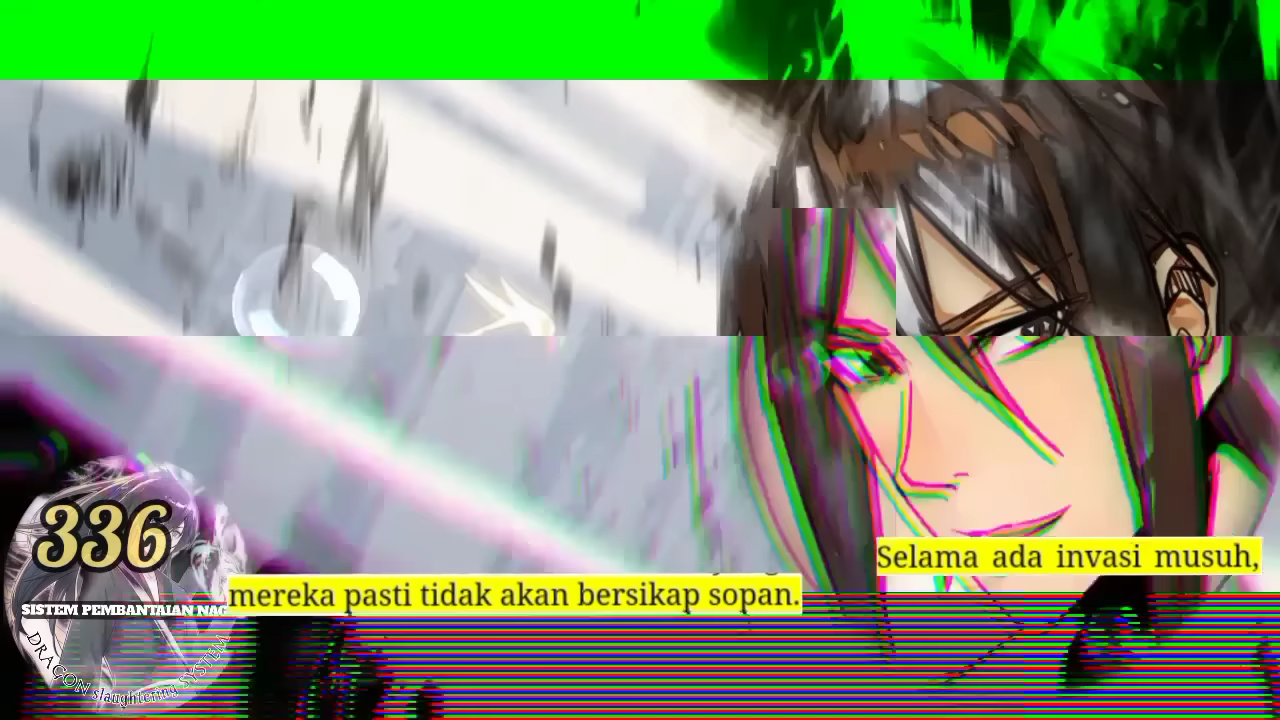 Selama ada invasi musuh,
mereka pasti tidak akan bersikap sopan.
336
SISTEM PEMBANTAIAN NAG
DRAGON slaughtering SYSTEM